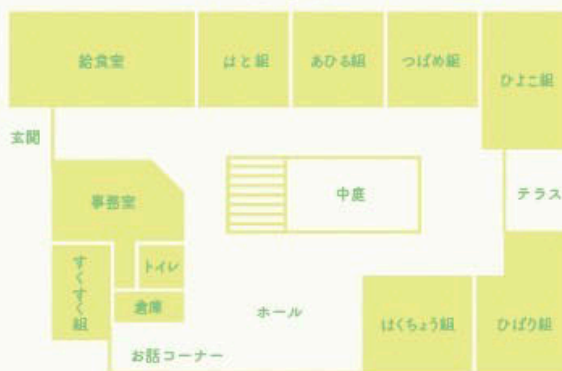 給食室
はと組
あひる組
つばめ組
ひよこ組
玄関
事務室
中庭
テラス
すくすく組
トイレ
倉庫
ホール
はくちょう組
ひばり組
お話コーナー